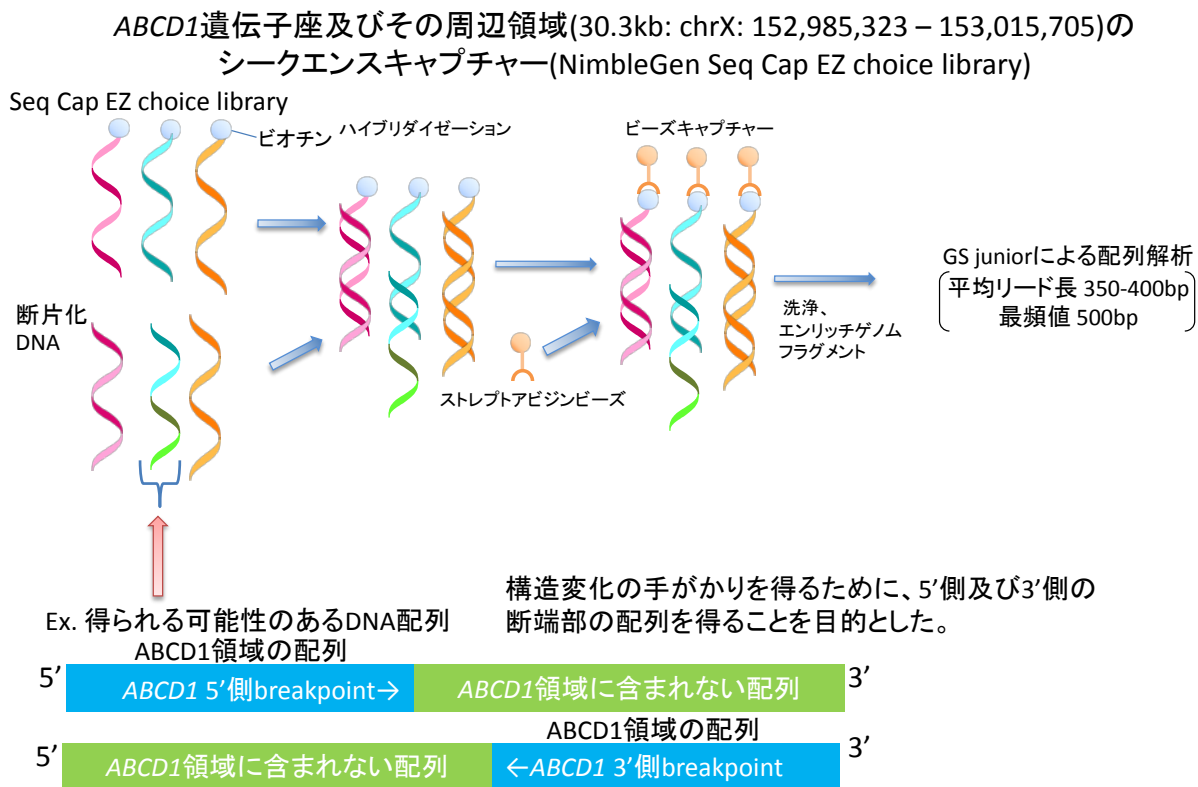 ABCD1遺伝子座及びその周辺領域(30.3kb: chrX: 152,985,323 – 153,015,705)の
シークエンスキャプチャー(NimbleGen Seq Cap EZ choice library)
Seq Cap EZ choice library
ビオチン
ハイブリダイゼーション
ビーズキャプチャー
断片化
DNA
ストレプトアビジンビーズ
洗浄、
エンリッチゲノム
フラグメント
GS juniorによる配列解析
平均リード長 350-400bp
最頻値 500bp
構造変化の手がかりを得るために、5’側及び3’側の
断端部の配列を得ることを目的とした。
Ex. 得られる可能性のあるDNA配列
ABCD1領域の配列
5’ ABCD1 5’側breakpoint→ ABCD1領域に含まれない配列 3’
ABCD1領域の配列
5’ ABCD1領域に含まれない配列 ←ABCD1 3’側breakpoint 3’